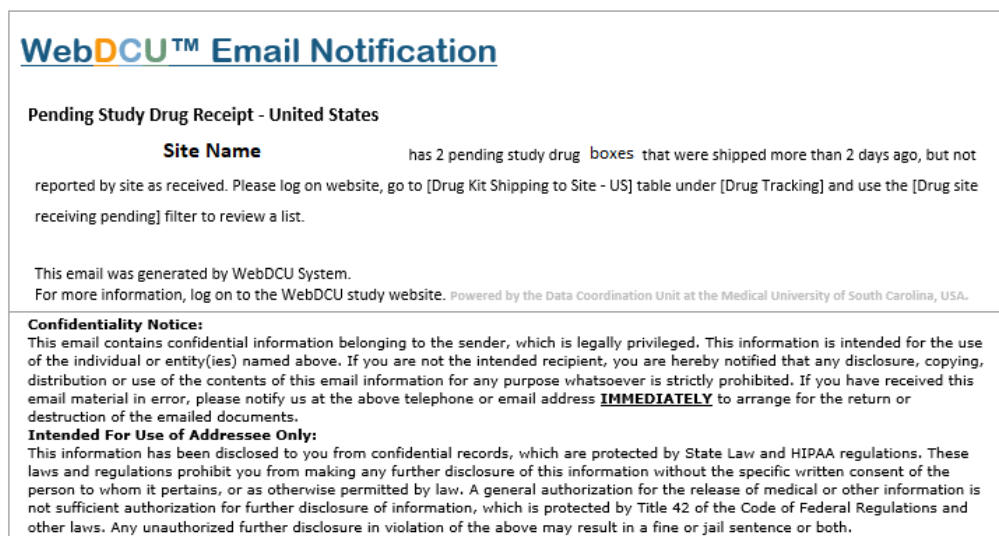 WebDCU™ Email Notification
Pending Study Drug Receipt - United States
Site Name has 2 pending study drug boxes that were shipped more than 2 days ago, but not
reported by site as received. Please log on website, go to [Drug Kit Shipping to Site - US] table under [Drug Tracking] and use the [Drug site
receiving pending] filter to review a list.
This email was generated by WebDCU System.
For more information, log on to the WebDCU study website. Powered by the Data Coordination Unit at the Medical University of South Carolina, USA.
Confidentiality Notice:
This email contains confidential information belonging to the sender, which is legally privileged. This information is intended for the use
of the individual or entity(ies) named above. If you are not the intended recipient, you are hereby notified that any disclosure, copying,
distribution or use of the contents of this email information for any purpose whatsoever is strictly prohibited. If you have received this
email material in error, please notify us at the above telephone or email address IMMEDIATELY to arrange for the return or
destruction of the emailed documents.
Intended For Use of Addressee Only:
This information has been disclosed to you from confidential records, which are protected by State Law and HIPAA regulations. These
laws and regulations prohibit you from making any further disclosure of this information without the specific written consent of the
person to whom it pertains, or as otherwise permitted by law. A general authorization for the release of medical or other information is
not sufficient authorization for further disclosure of information, which is protected by Title 42 of the Code of Federal Regulations and
other laws. Any unauthorized further disclosure in violation of the above may result in a fine or jail sentence or both.